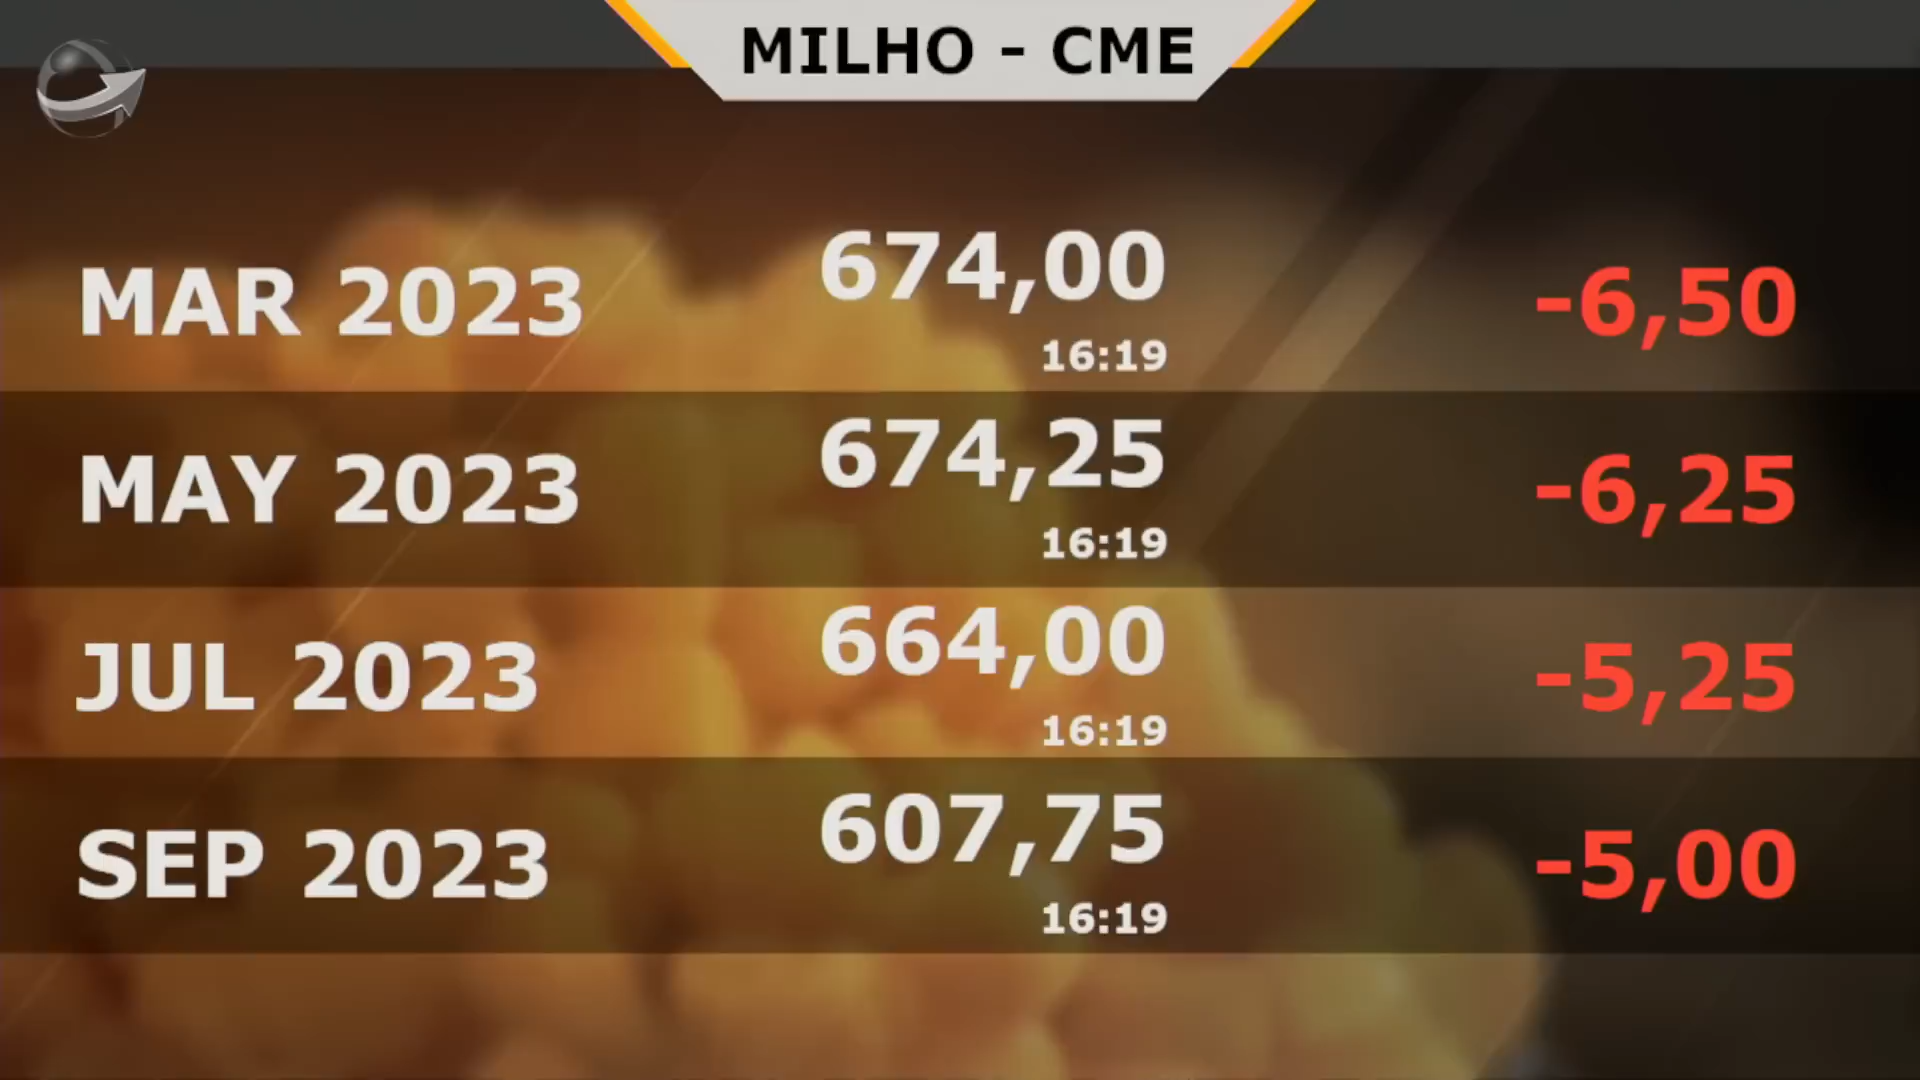 MILHO - CME
MAR 2023 674,00 -6,50
16:19
MAY 2023 674,25 -6,25
16:19
JUL 2023 664,00 -5,25
16:19
SEP 2023 607,75 -5,00
16:19